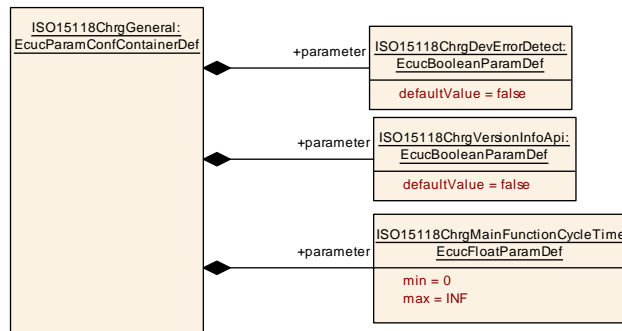 ISO15118ChrgGeneral:
EcucParamConfContainerDef
+parameter
ISO15118ChrgDevErrorDetect:
EcucBooleanParamDef
defaultValue = false
+parameter
ISO15118ChrgVersionInfoApi:
EcucBooleanParamDef
defaultValue = false
+parameter
ISO15118ChrgMainFunctionCycleTime
EcucFloatParamDef
min = 0
max = INF